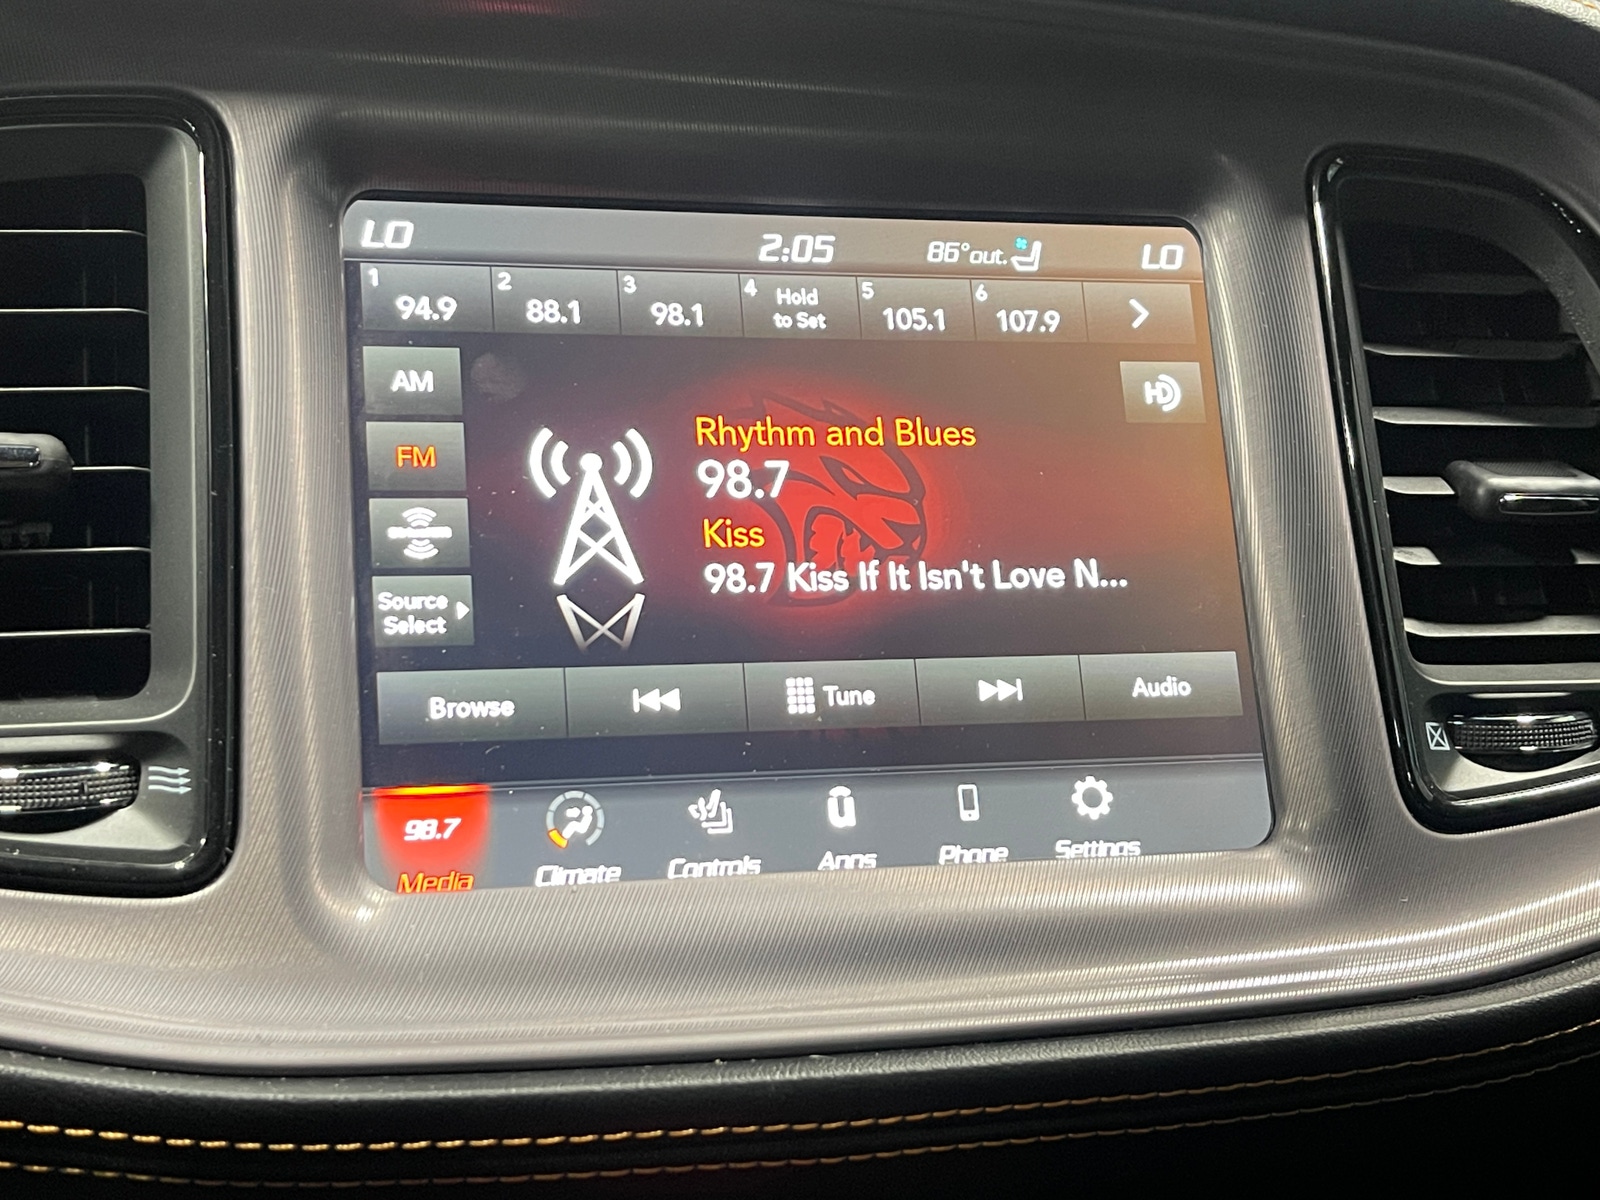 LO
2:05
86°out.
LO
1 94.9
2 88.1
3 98.1
4 Hold
to Set
5 105.1
6 107.9
AM
HD
FM
Rhythm and Blues
98.7
Kiss
98.7 Kiss If It Isn't Love N...
Source
Select
Browse
Tune
Audio
98.7
Media
Climate
Controls
Apps
Phone
Settings